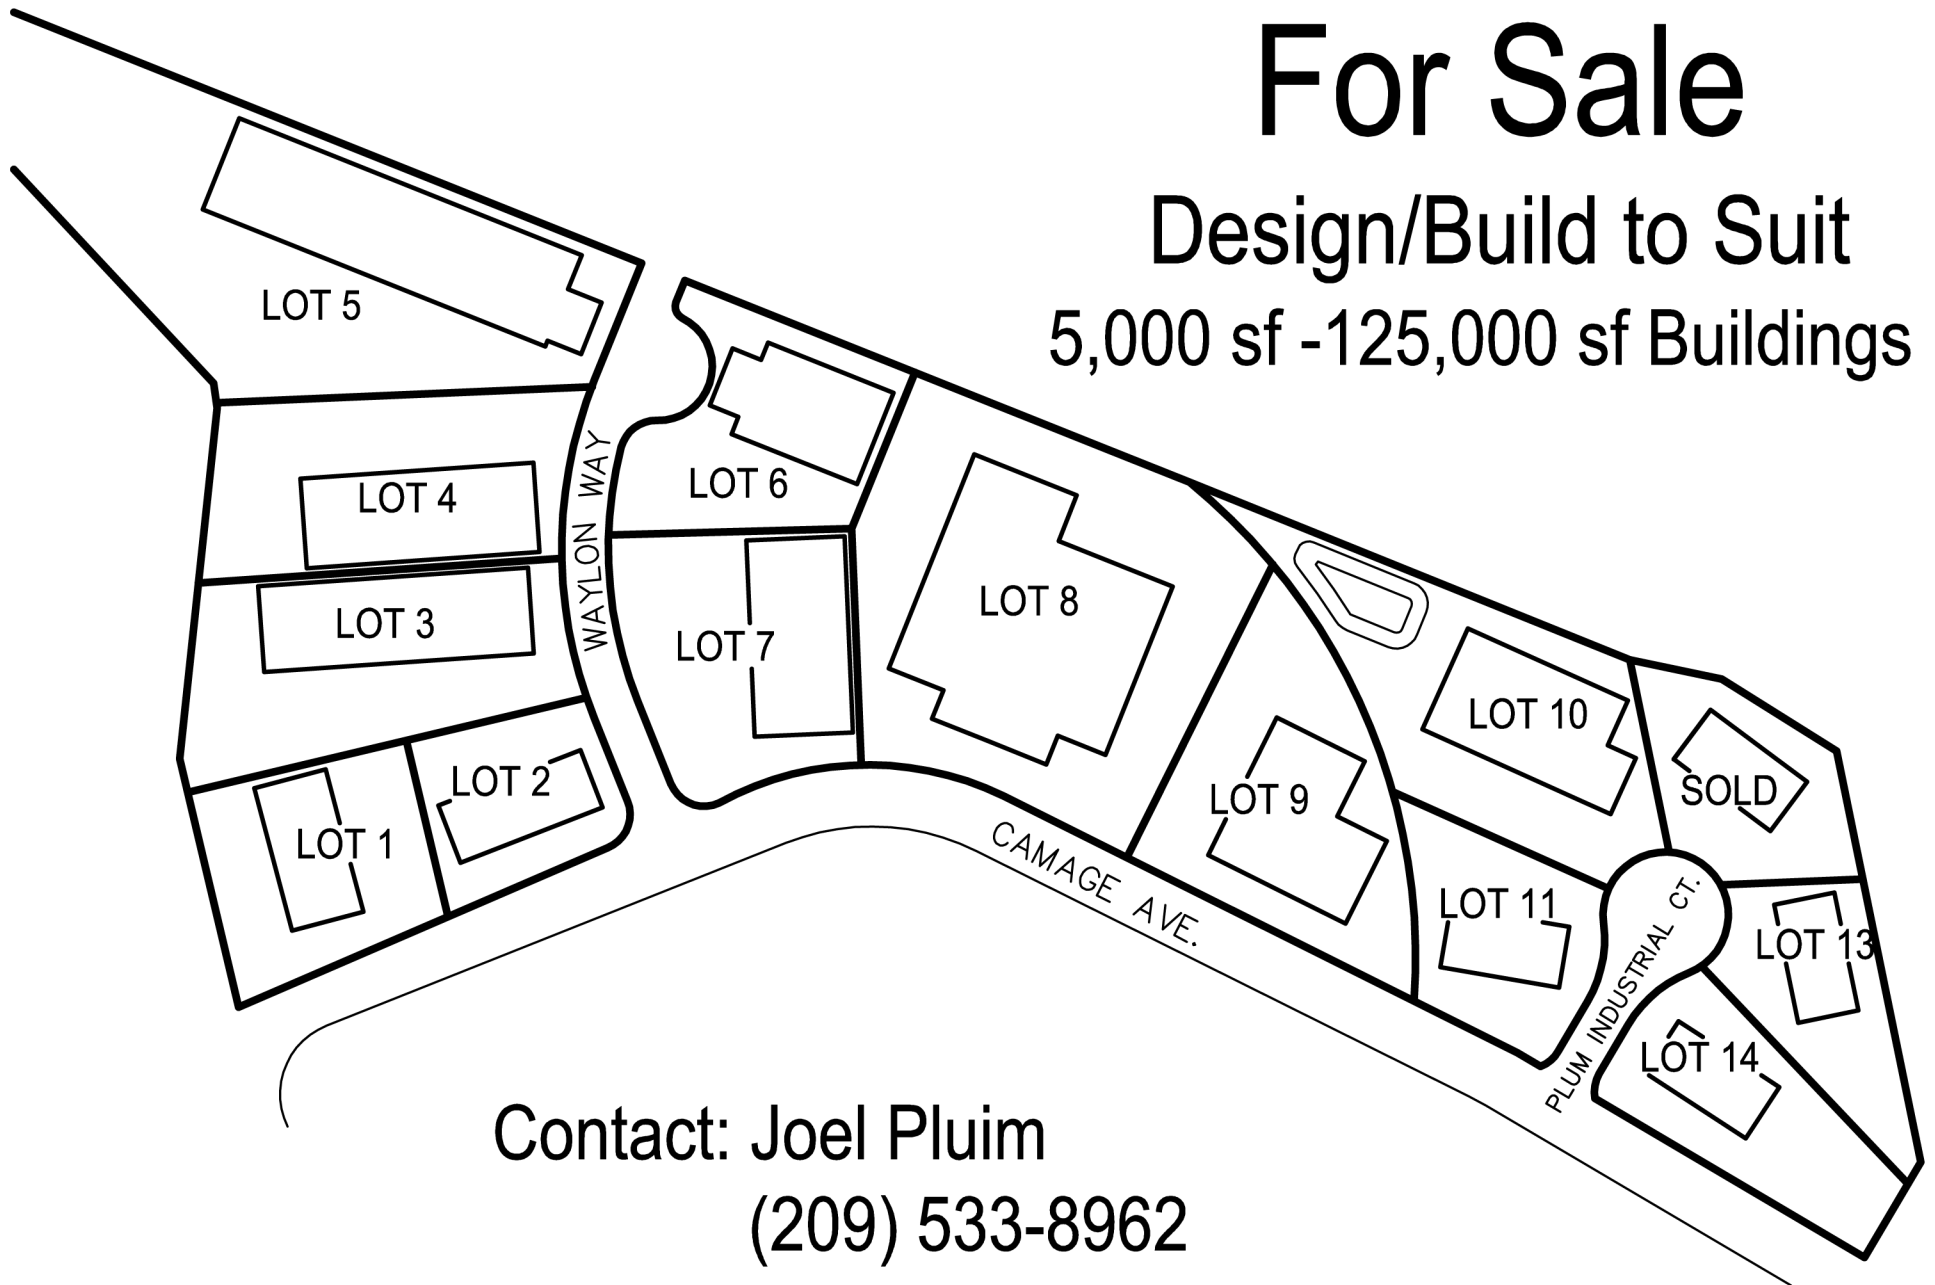 For Sale
Design/Build to Suit
5,000 sf -125,000 sf Buildings
LOT 5
LOT 4
LOT 3
LOT 1
LOT 2
WAYLON WAY
LOT 6
LOT 7
LOT 8
LOT 9
LOT 10
SOLD
LOT 11
LOT 13
LOT 14
CAMAGE AVE.
PLUM INDUSTRIAL CT.
Contact: Joel Pluim
(209) 533-8962